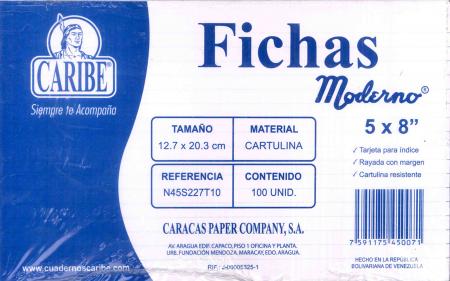 CARIBE®
Siempre te Acompaña
Fichas
Moderno®
5 x 8”
✓ Tarjeta para índice
✓ Rayada con margen
✓ Cartulina resistente
TAMAÑO MATERIAL
12.7 x 20.3 cm CARTULINA
REFERENCIA CONTENIDO
N45S227T10 100 UNID.
CARACAS PAPER COMPANY, S.A.
AV. ARAGUA EDIF. CAPACO, PISO 1 OFICINA Y PLANTA.
URB. FUNDACIÓN MENDOZA, MARACAY, EDO. ARAGUA.
7 591175 450071
HECHO EN LA REPÚBLICA
BOLIVARIANA DE VENEZUELA
www.cuadernoscaribe.com